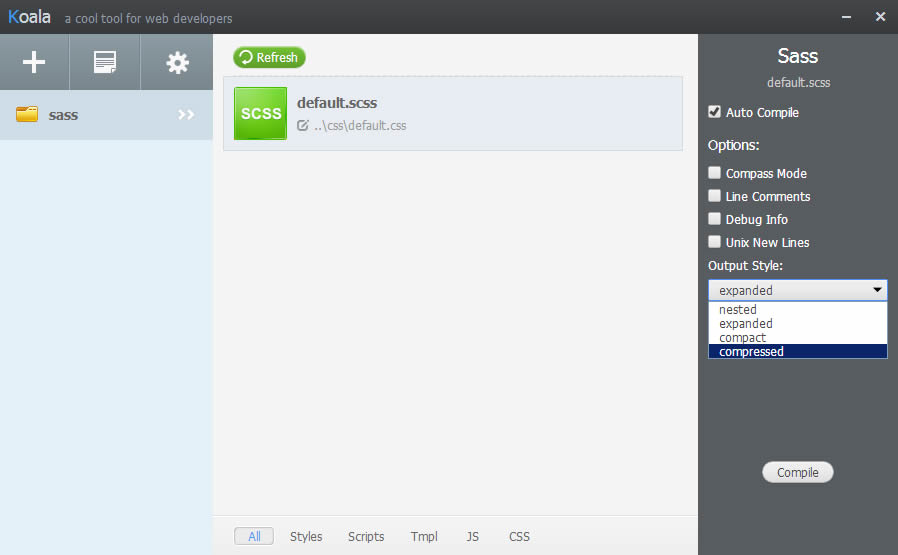 Koala a cool tool for web developers
sass
Refresh
SCSS
default.scss
..\css\default.css
All Styles Scripts Tmpl JS CSS
Sass
default.scss
Auto Compile
Options:
Compass Mode
Line Comments
Debug Info
Unix New Lines
Output Style:
expanded
nested
expanded
compact
compressed
Compile